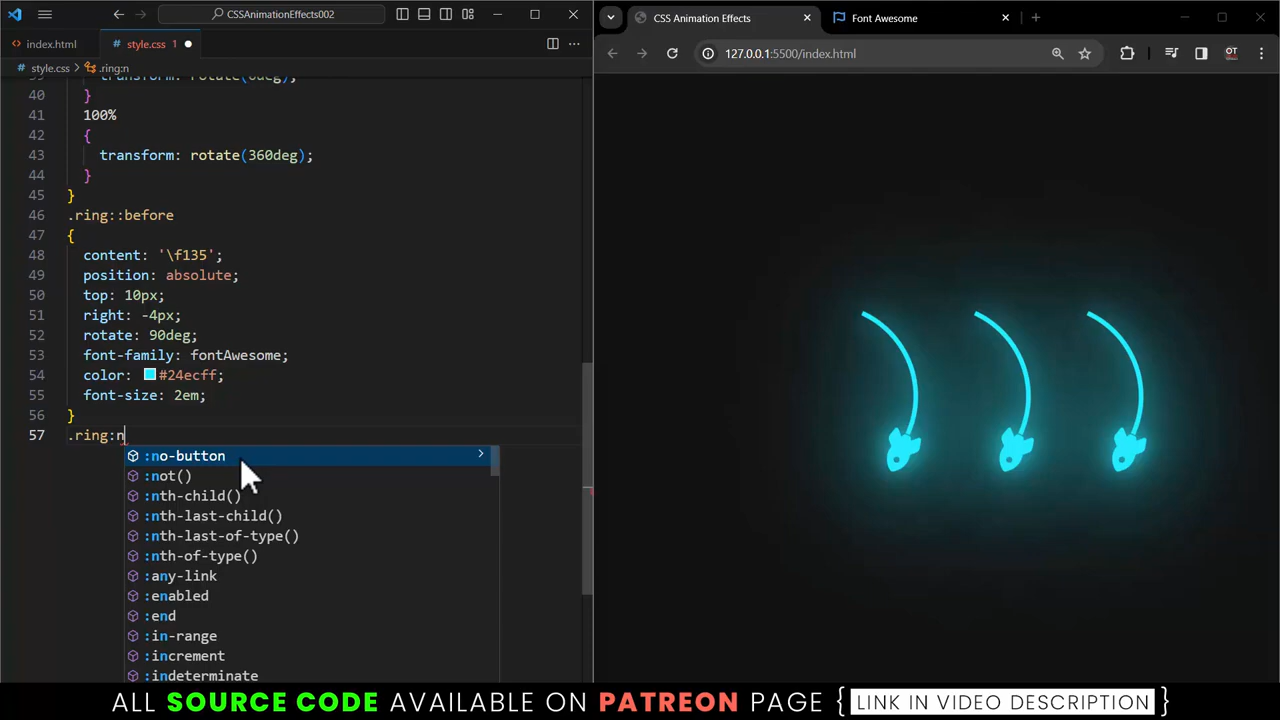 CSSAnimationEffects002
index.html
style.css 1
style.css > .ring:n
39 transform: rotate(0deg);
40 }
41 100%
42 {
43 transform: rotate(360deg);
44 }
45 }
46 .ring::before
47 {
48 content: '\f135';
49 position: absolute;
50 top: 10px;
51 right: -4px;
52 rotate: 90deg;
53 font-family: fontAwesome;
54 color: #24ecff;
55 font-size: 2em;
56 }
57 .ring:n
:no-button
:not()
:nth-child()
:nth-last-child()
:nth-last-of-type()
:nth-of-type()
:any-link
:enabled
:end
:in-range
:increment
:indeterminate
CSS Animation Effects
Font Awesome
127.0.0.1:5500/index.html
OT
ALL SOURCE CODE AVAILABLE ON PATREON PAGE { LINK IN VIDEO DESCRIPTION }